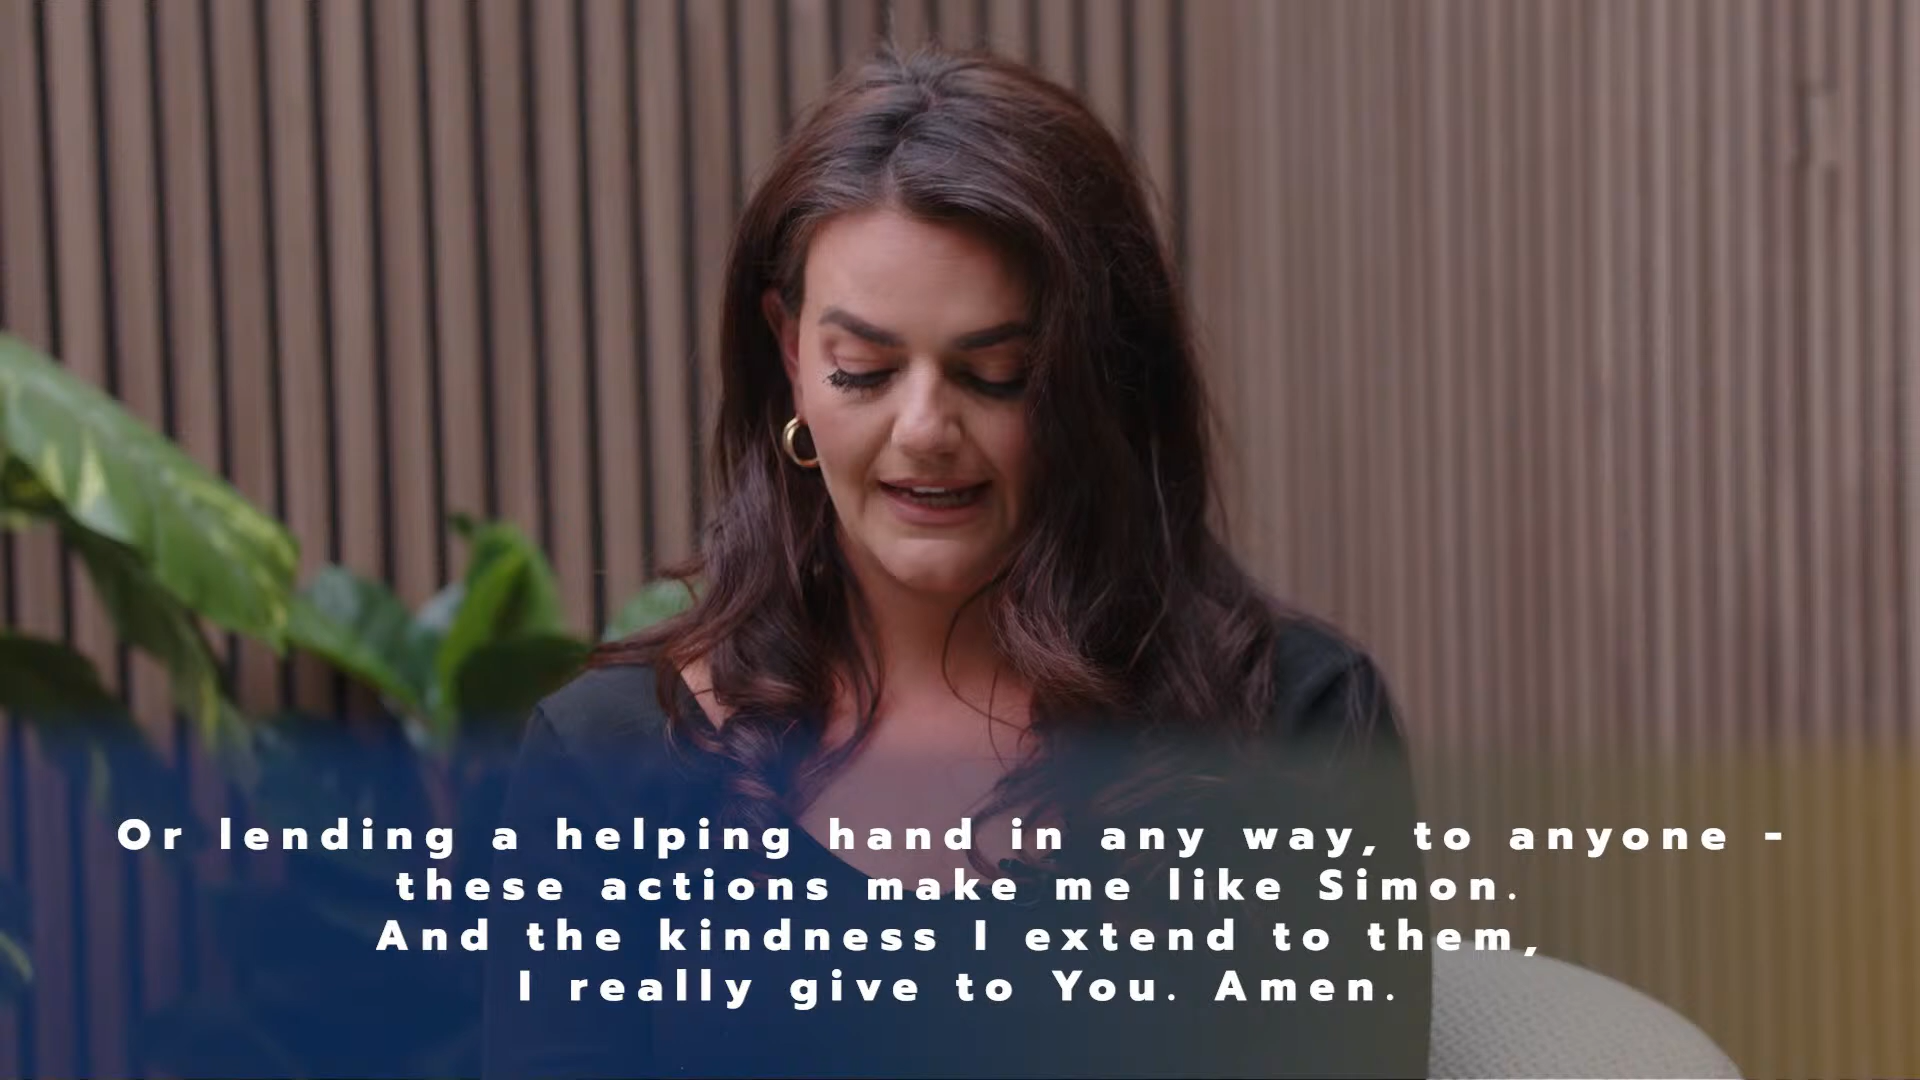 Or lending a helping hand in any way, to anyone -
these actions make me like Simon.
And the kindness I extend to them,
I really give to You. Amen.